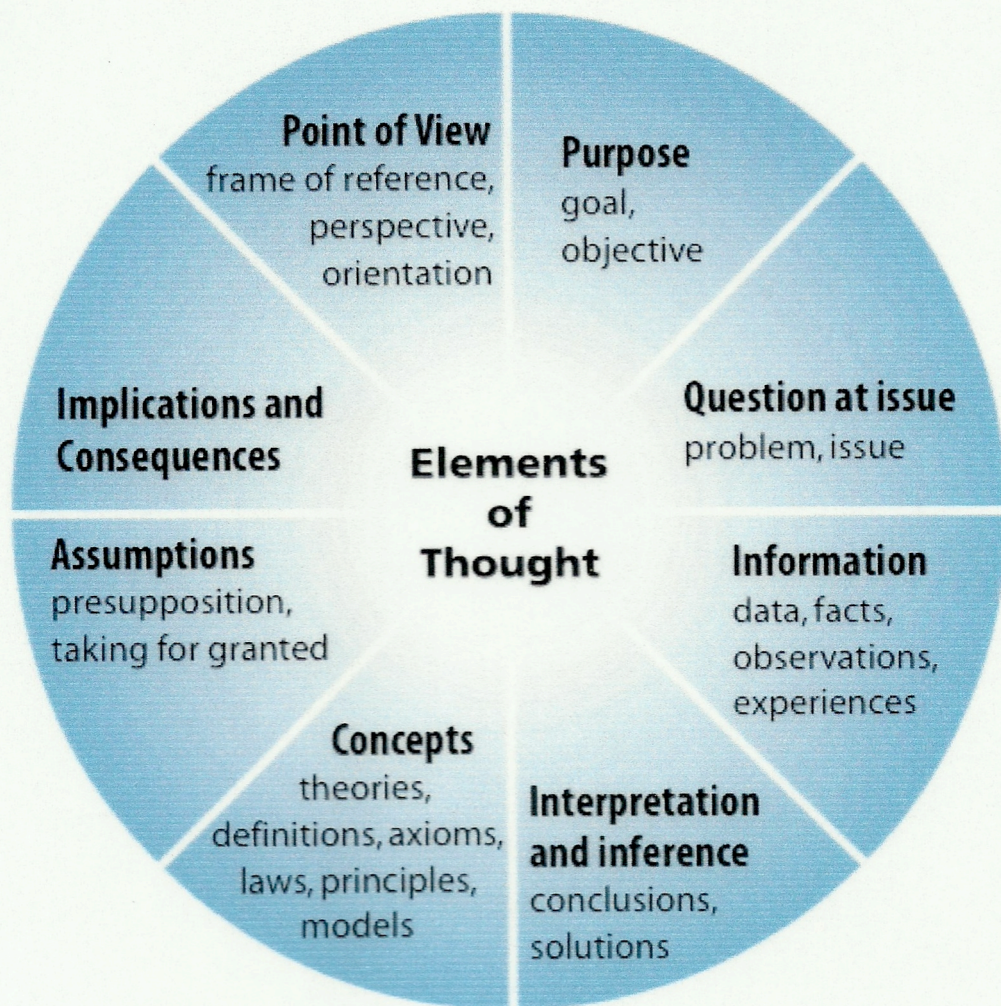 Elements
of
Thought
Purpose
goal,
objective
Question at issue
problem, issue
Information
data, facts,
observations,
experiences
Interpretation
and inference
conclusions,
solutions
Concepts
theories,
definitions, axioms,
laws, principles,
models
Assumptions
presupposition,
taking for granted
Implications and
Consequences
Point of View
frame of reference,
perspective,
orientation